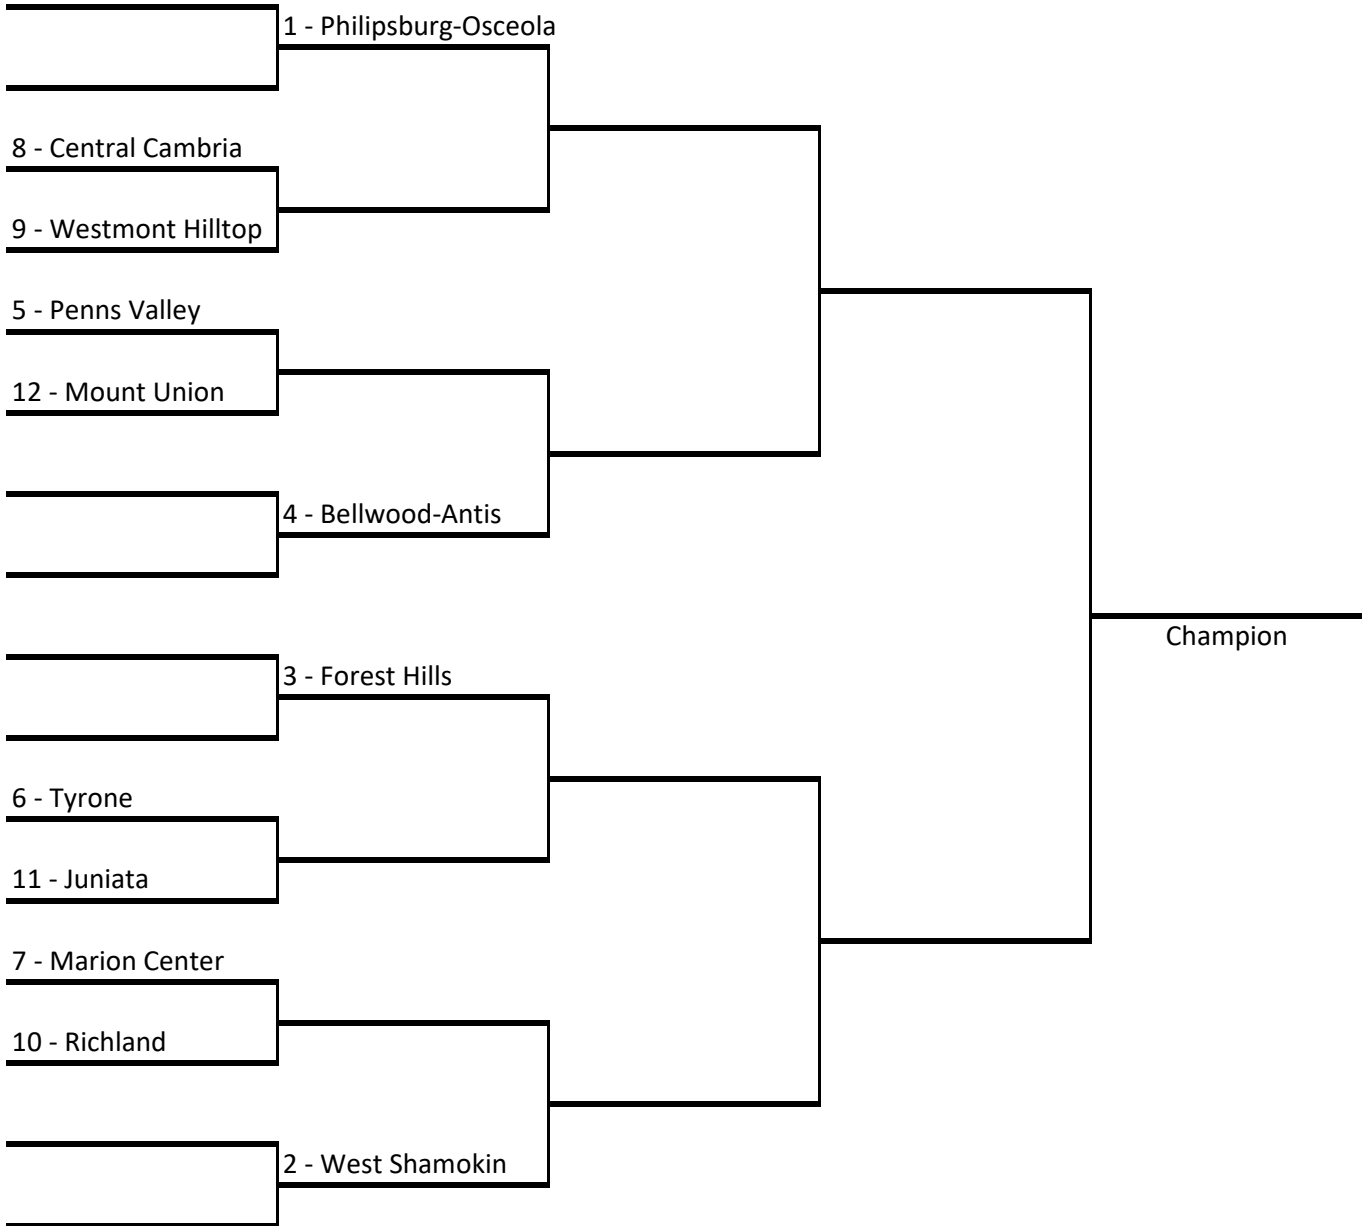 1 - Philipsburg-Osceola
8 - Central Cambria
9 - Westmont Hilltop
5 - Penns Valley
12 - Mount Union
4 - Bellwood-Antis
Champion
3 - Forest Hills
6 - Tyrone
11 - Juniata
7 - Marion Center
10 - Richland
2 - West Shamokin